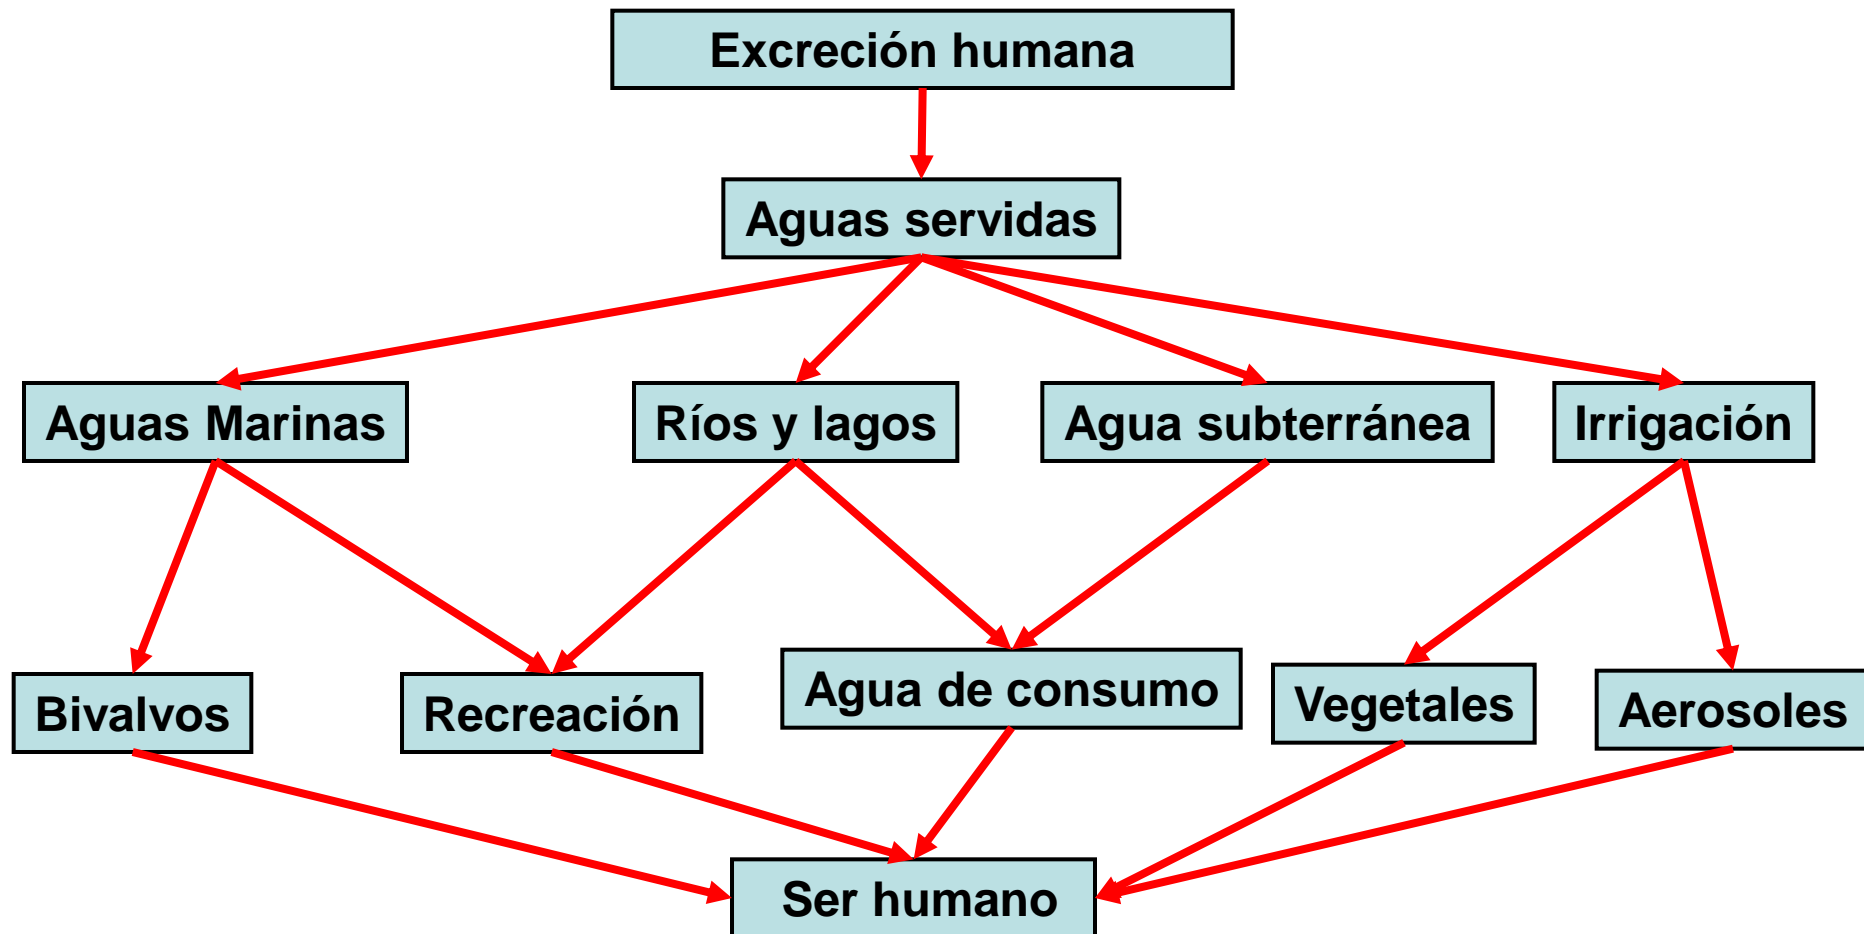 Excreción humana
Aguas servidas
Aguas Marinas
Ríos y lagos
Agua subterránea
Irrigación
Bivalvos
Recreación
Agua de consumo
Vegetales
Aerosoles
Ser humano